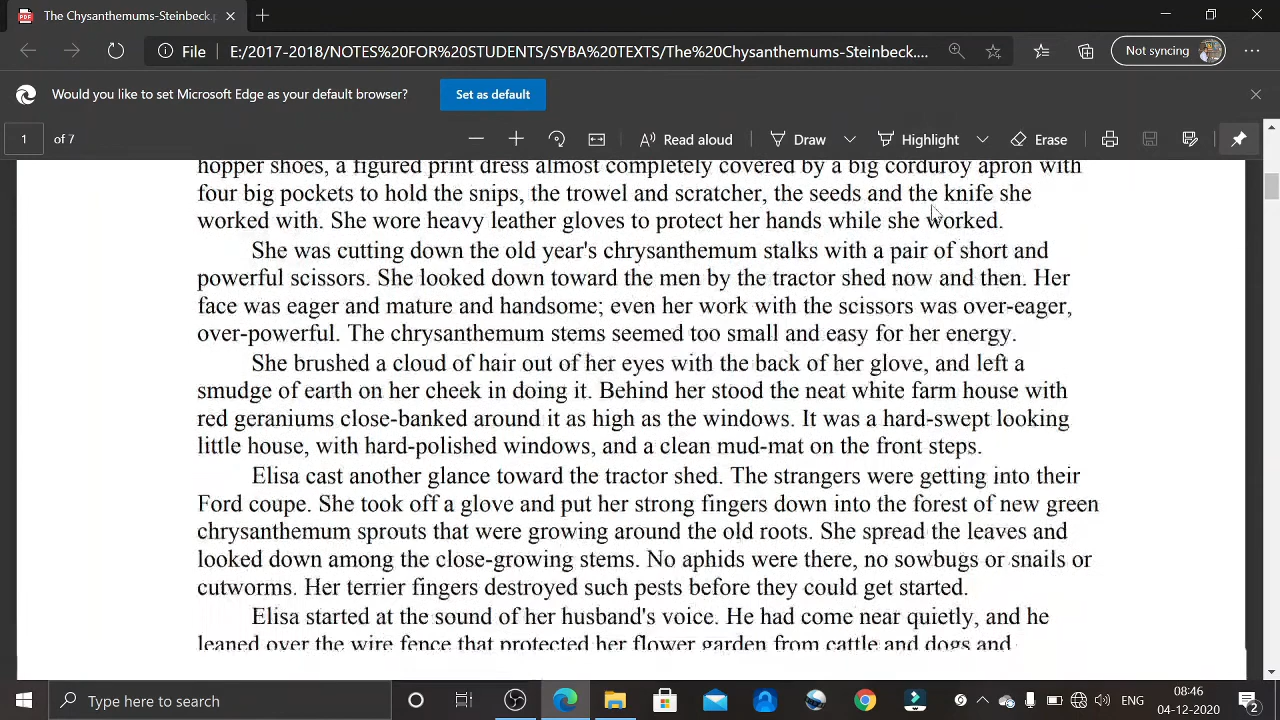 The Chysanthemums-Steinbeck.p
File
E:/2017-2018/NOTES%20FOR%20STUDENTS/SYBA%20TEXTS/The%20Chysanthemums-Steinbeck....
Not syncing
Would you like to set Microsoft Edge as your default browser?
Set as default
1 of 7
Read aloud
Draw
Highlight
Erase
hopper shoes, a figured print dress almost completely covered by a big corduroy apron with
four big pockets to hold the snips, the trowel and scratcher, the seeds and the knife she
worked with. She wore heavy leather gloves to protect her hands while she worked.
She was cutting down the old year's chrysanthemum stalks with a pair of short and
powerful scissors. She looked down toward the men by the tractor shed now and then. Her
face was eager and mature and handsome; even her work with the scissors was over-eager,
over-powerful. The chrysanthemum stems seemed too small and easy for her energy.
She brushed a cloud of hair out of her eyes with the back of her glove, and left a
smudge of earth on her cheek in doing it. Behind her stood the neat white farm house with
red geraniums close-banked around it as high as the windows. It was a hard-swept looking
little house, with hard-polished windows, and a clean mud-mat on the front steps.
Elisa cast another glance toward the tractor shed. The strangers were getting into their
Ford coupe. She took off a glove and put her strong fingers down into the forest of new green
chrysanthemum sprouts that were growing around the old roots. She spread the leaves and
looked down among the close-growing stems. No aphids were there, no sowbugs or snails or
cutworms. Her terrier fingers destroyed such pests before they could get started.
Elisa started at the sound of her husband's voice. He had come near quietly, and he
leaned over the wire fence that protected her flower garden from cattle and dogs and
Type here to search
ENG
08:46
04-12-2020
2